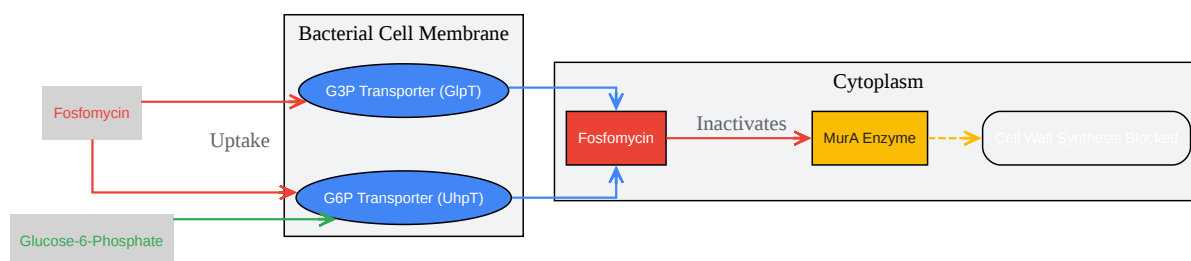 Bacterial Cell Membrane
G3P Transporter (GlpT)
Fosfomycin
Uptake
G6P Transporter (UhpT)
Glucose-6-Phosphate
Cytoplasm
Fosfomycin
Inactivates
MurA Enzyme
Cell Wall Synthesis Blocked